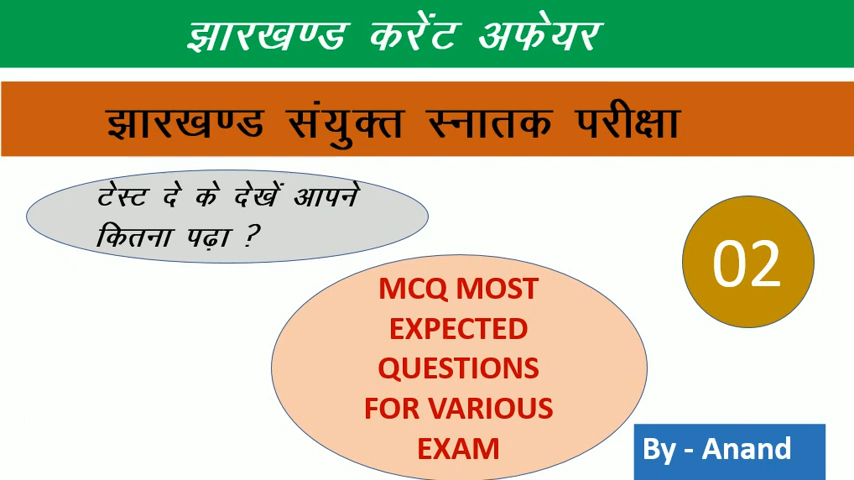 झारखण्ड करेंट अफेयर
झारखण्ड संयुक्त स्नातक परीक्षा
टेस्ट दे के देखें आपने
कितना पढ़ा ?
02
MCQ MOST
EXPECTED
QUESTIONS
FOR VARIOUS
EXAM
By - Anand